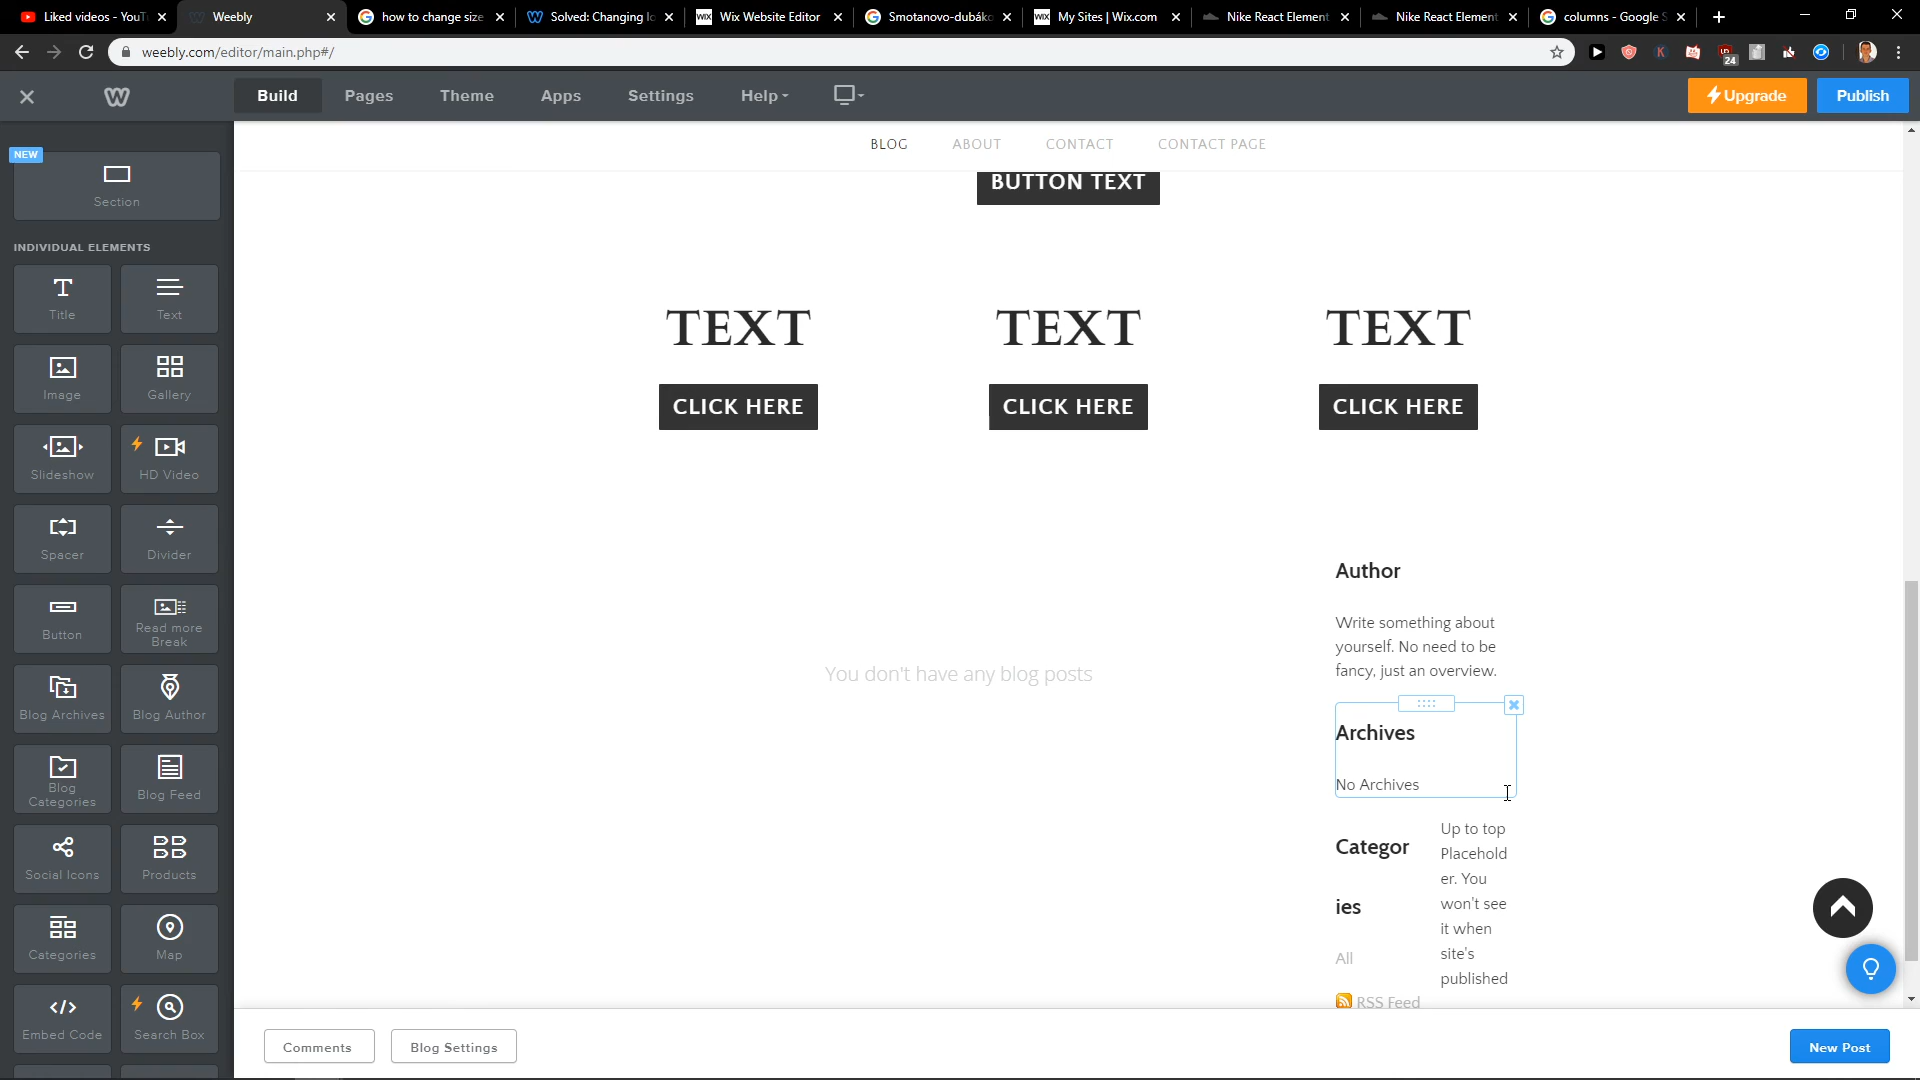 Liked videos - YouT
Weebly
how to change size
Solved: Changing lo
Wix Website Editor
Smotanovo-dubák
My Sites | Wix.com
Nike React Element
Nike React Element
columns - Google S
weebly.com/editor/main.php#/
24
Build
Pages
Theme
Apps
Settings
Help
Upgrade
Publish
NEW
Section
INDIVIDUAL ELEMENTS
Title
Text
Image
Gallery
Slideshow
HD Video
Spacer
Divider
Button
Read more
Break
Blog Archives
Blog Author
Blog
Categories
Blog Feed
Social Icons
Products
Categories
Map
Embed Code
Search Box
BLOG
ABOUT
CONTACT
CONTACT PAGE
BUTTON TEXT
TEXT
TEXT
TEXT
CLICK HERE
CLICK HERE
CLICK HERE
Author
Write something about
yourself. No need to be
fancy, just an overview.
You don't have any blog posts
Archives
No Archives
Categor
ies
All
RSS Feed
Up to top
Placehold
er. You
won't see
it when
site's
published
Comments
Blog Settings
New Post